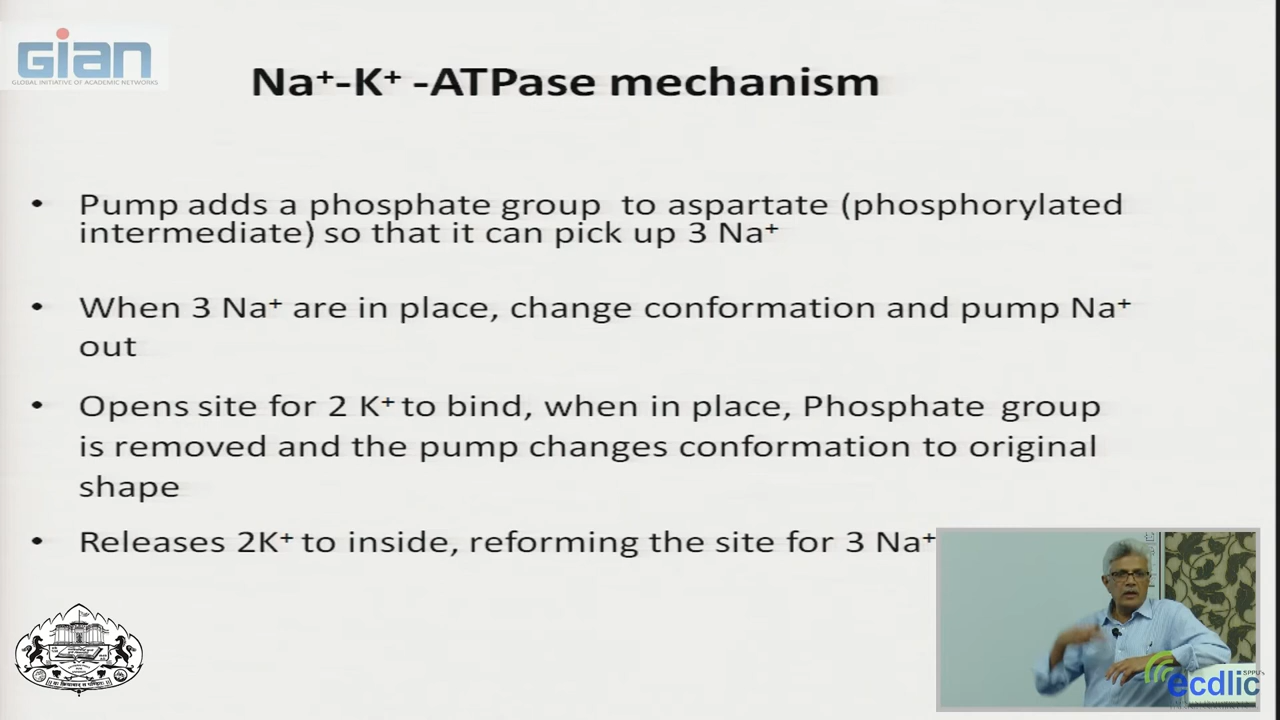 GIAN
GLOBAL INITIATIVE OF ACADEMIC NETWORKS
Na⁺-K⁺ -ATPase mechanism
• Pump adds a phosphate group to aspartate (phosphorylated
intermediate) so that it can pick up 3 Na⁺
• When 3 Na⁺ are in place, change conformation and pump Na⁺
out
• Opens site for 2 K⁺ to bind, when in place, Phosphate group
is removed and the pump changes conformation to original
shape
• Releases 2K⁺ to inside, reforming the site for 3 Na⁺
SPPU's
ecdlic